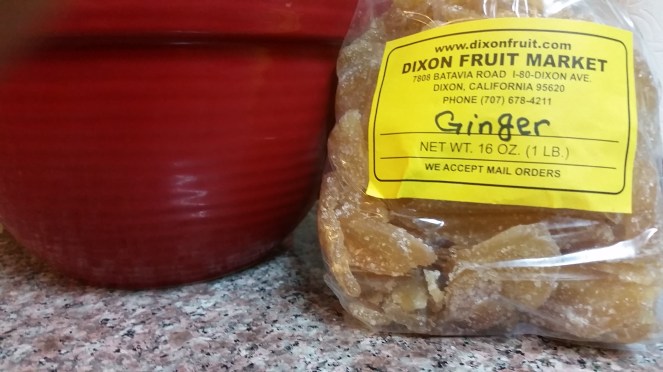 www.dixonfruit.com
DIXON FRUIT MARKET
7808 BATAVIA ROAD I-80-DIXON AVE.
DIXON, CALIFORNIA 95620
PHONE (707) 678-4211
Ginger
NET WT. 16 OZ. (1 LB.)
WE ACCEPT MAIL ORDERS